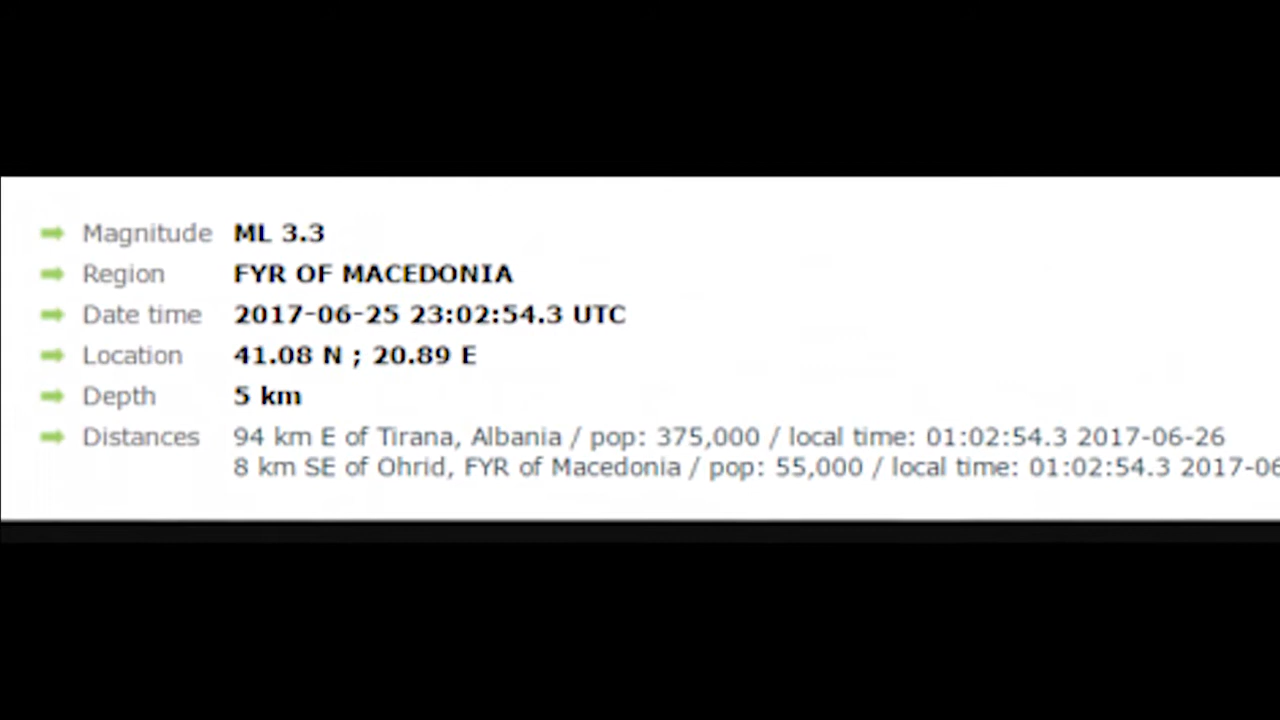 Magnitude ML 3.3
Region FYR OF MACEDONIA
Date time 2017-06-25 23:02:54.3 UTC
Location 41.08 N ; 20.89 E
Depth 5 km
Distances 94 km E of Tirana, Albania / pop: 375,000 / local time: 01:02:54.3 2017-06-26
8 km SE of Ohrid, FYR of Macedonia / pop: 55,000 / local time: 01:02:54.3 2017-06